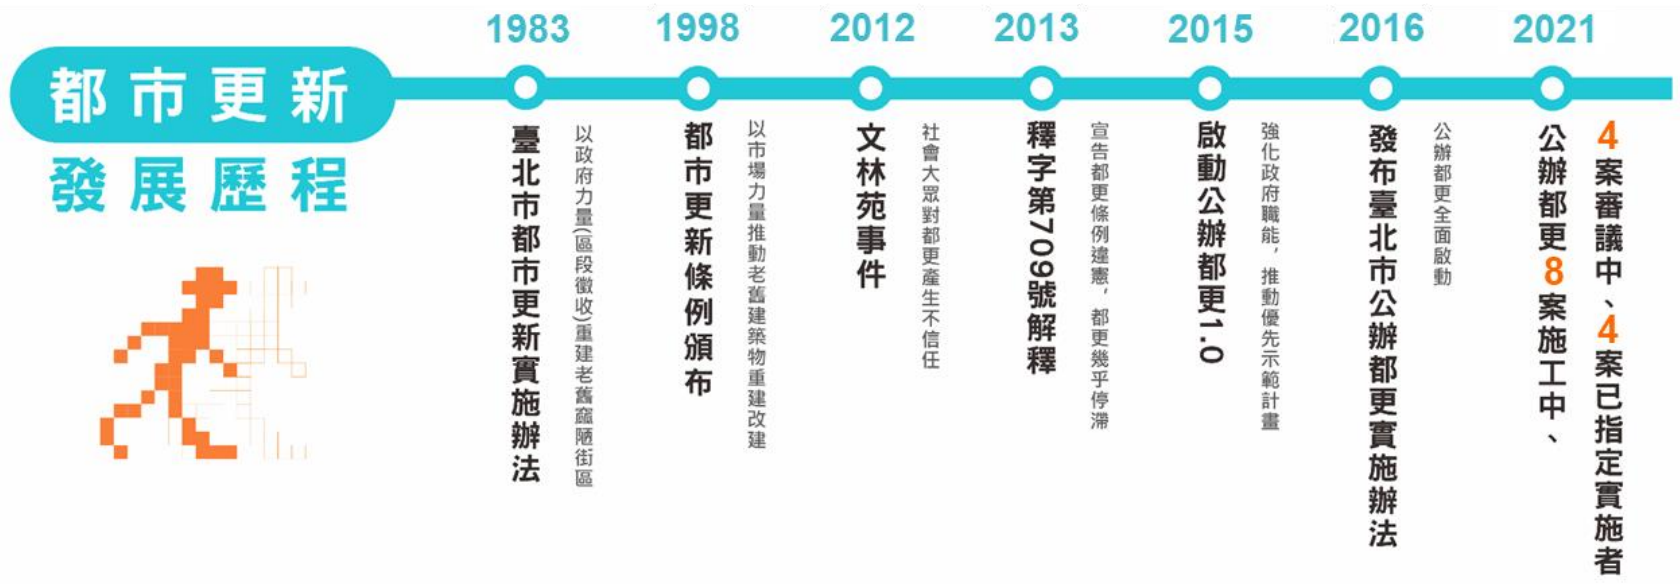 都市更新
發展歷程
1983
臺北市都市更新實施辦法
以政府力量(區段徵收)重建老舊窳陋街區
1998
都市更新條例頒布
以市場力量推動老舊建築物重建改建
2012
文林苑事件
社會大眾對都更產生不信任
2013
釋字第709號解釋
宣告都更條例違憲，都更幾乎停滯
2015
啟動公辦都更1.0
強化政府職能，推動優先示範計畫
2016
發布臺北市公辦都更實施辦法
公辦都更全面啟動
2021
公辦都更8案施工中、
4案審議中、4案已指定實施者